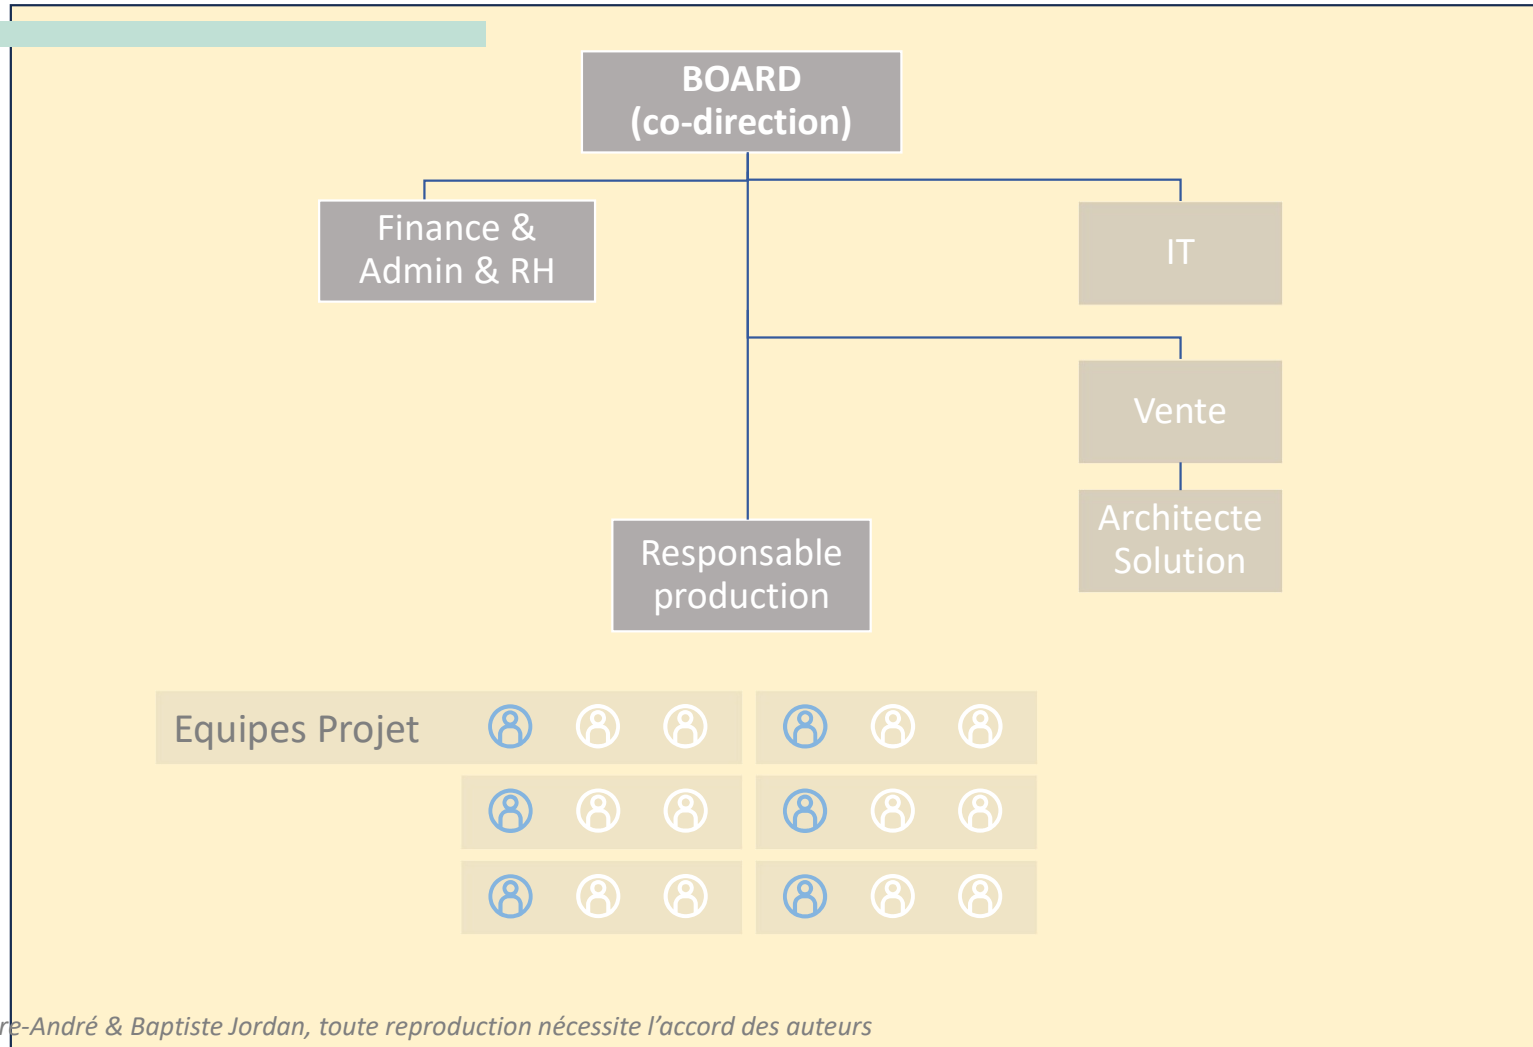 BOARD
(co-direction)
Finance &
Admin & RH
IT
Vente
Architecte
Solution
Responsable
production
Equipes Projet
re-André & Baptiste Jordan, toute reproduction nécessite l'accord des auteurs